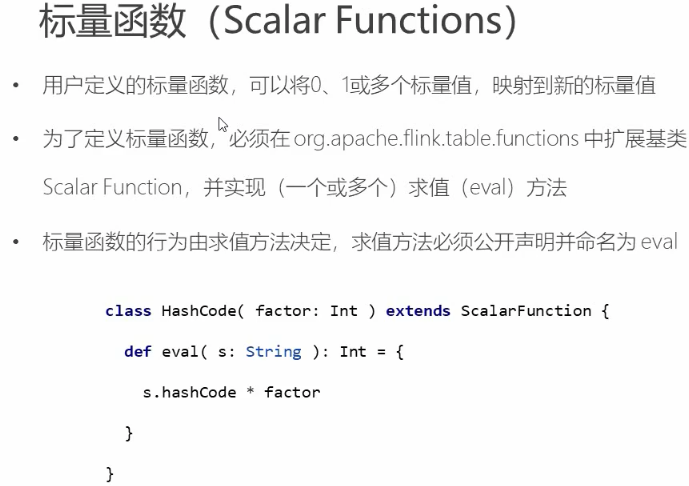 标量函数（Scalar Functions）
• 用户定义的标量函数，可以将0、1或多个标量值，映射到新的标量值
• 为了定义标量函数，必须在 org.apache.flink.table.functions 中扩展基类
Scalar Function，并实现（一个或多个）求值（eval）方法
• 标量函数的行为由求值方法决定，求值方法必须公开声明并命名为 eval
class HashCode( factor: Int ) extends ScalarFunction {
def eval( s: String ): Int = {
s.hashCode * factor
}
}